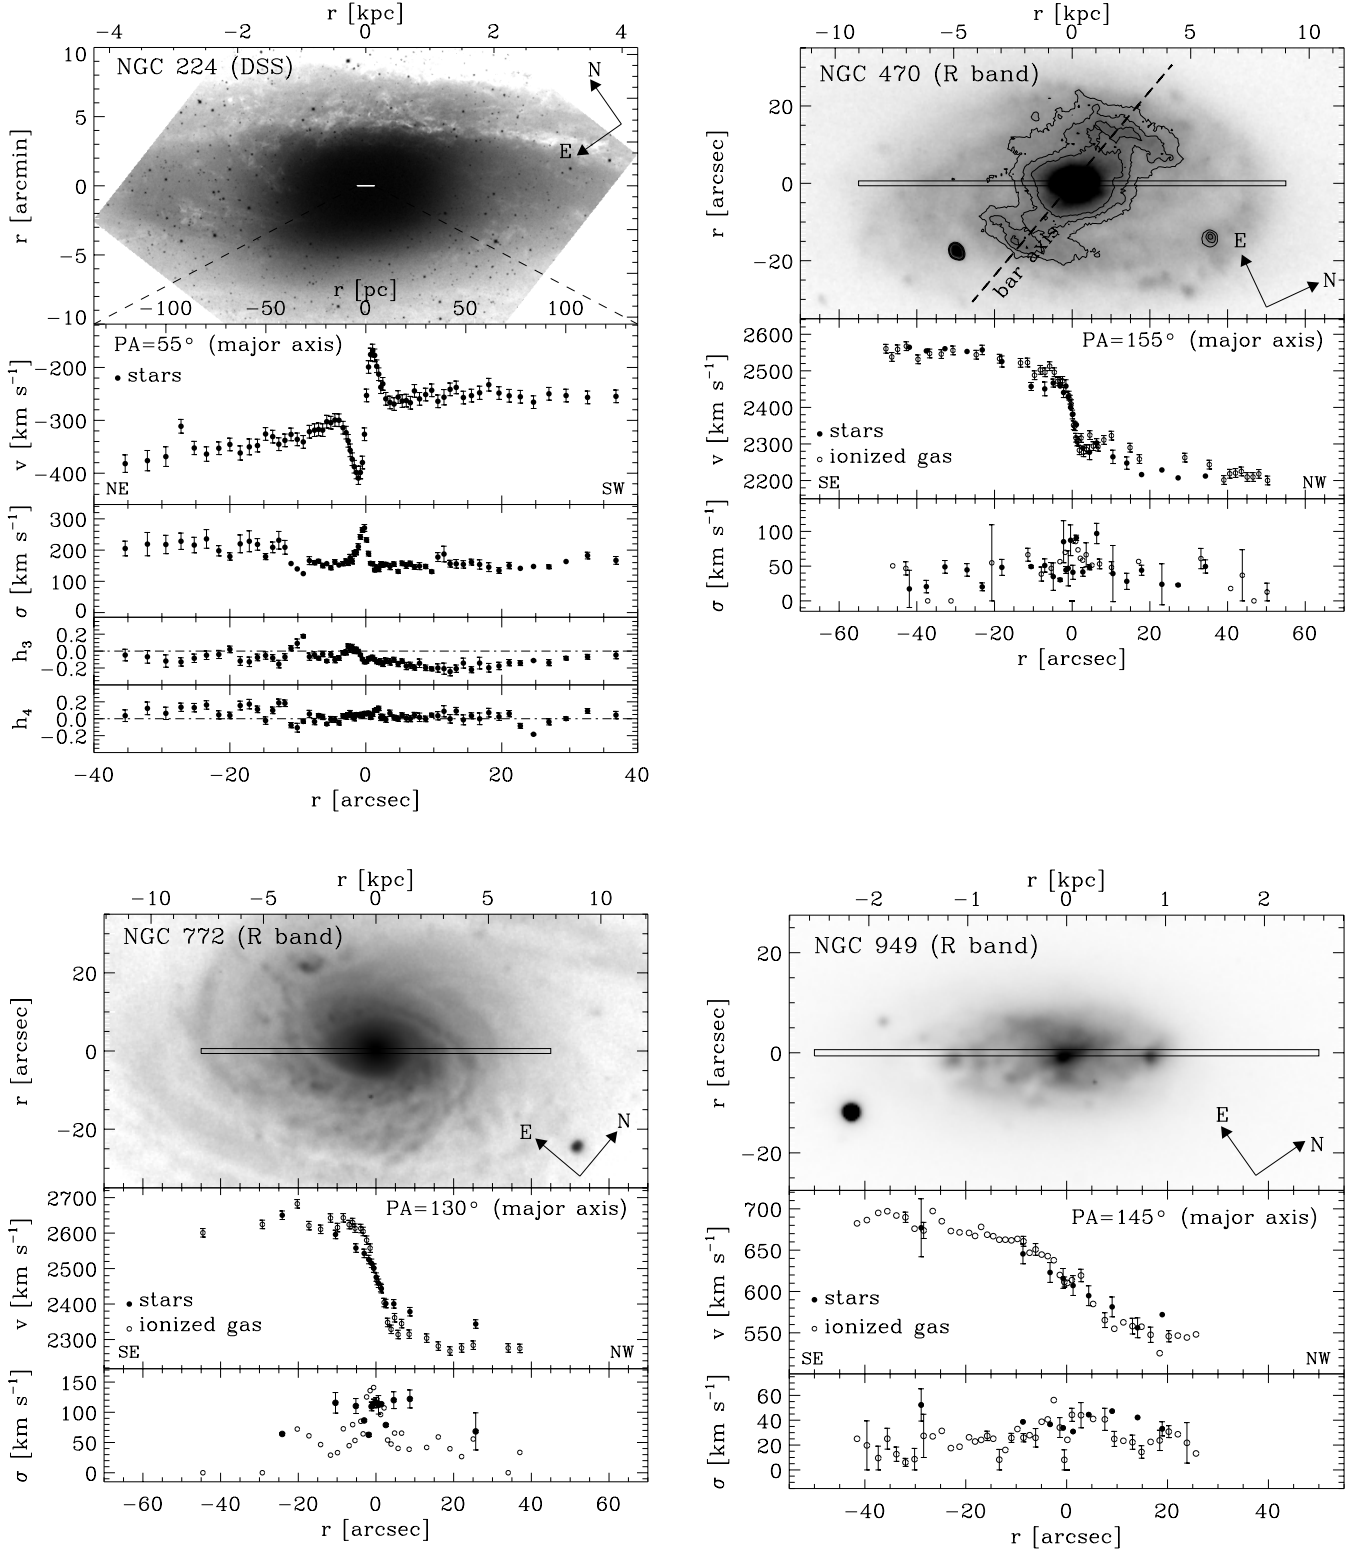 r [kpc]
−4 −2 0 2 4
NGC 224 (DSS)
N
E
10
5
0
−5
−10
r [arcmin]
r [pc]
−100 −50 0 50 100
PA=55° (major axis)
stars
−200
−300
−400
v [km s⁻¹]
NE SW
300
200
100
0
σ [km s⁻¹]
0.2
0.0
−0.2
h₃
0.2
0.0
−0.2
h₄
−40 −20 0 20 40
r [arcsec]
r [kpc]
−10 −5 0 5 10
NGC 470 (R band)
bar axis
E
N
20
0
−20
r [arcsec]
PA=155° (major axis)
2600
2500
2400
2300
2200
v [km s⁻¹]
stars
ionized gas
SE NW
100
50
0
σ [km s⁻¹]
−60 −40 −20 0 20 40 60
r [arcsec]
r [kpc]
−10 −5 0 5 10
NGC 772 (R band)
E
N
20
0
−20
r [arcsec]
PA=130° (major axis)
2700
2600
2500
2400
2300
v [km s⁻¹]
stars
ionized gas
SE NW
150
100
50
0
σ [km s⁻¹]
−60 −40 −20 0 20 40 60
r [arcsec]
r [kpc]
−2 −1 0 1 2
NGC 949 (R band)
E
N
20
0
−20
r [arcsec]
PA=145° (major axis)
700
650
600
550
v [km s⁻¹]
stars
ionized gas
SE NW
60
40
20
0
σ [km s⁻¹]
−40 −20 0 20 40
r [arcsec]